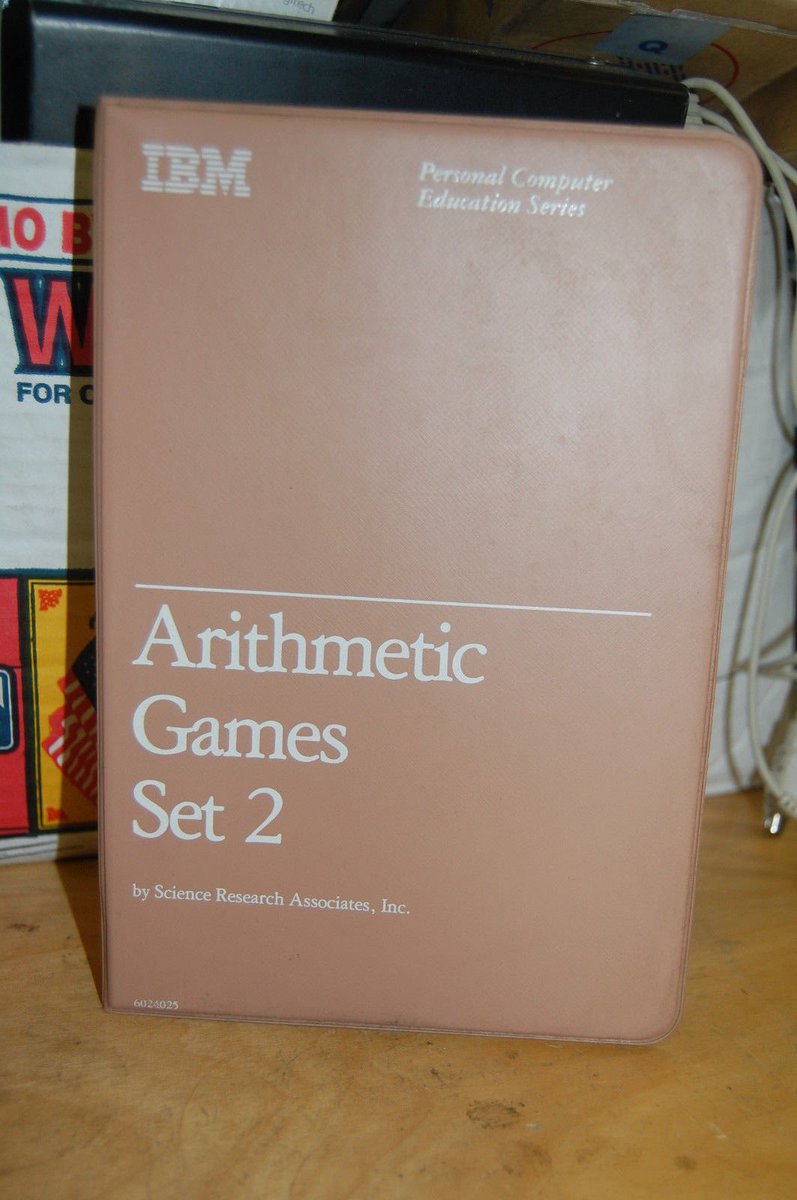 IBM
Personal Computer
Education Series
Arithmetic
Games
Set 2
by Science Research Associates, Inc.
6024025
Q
FOR